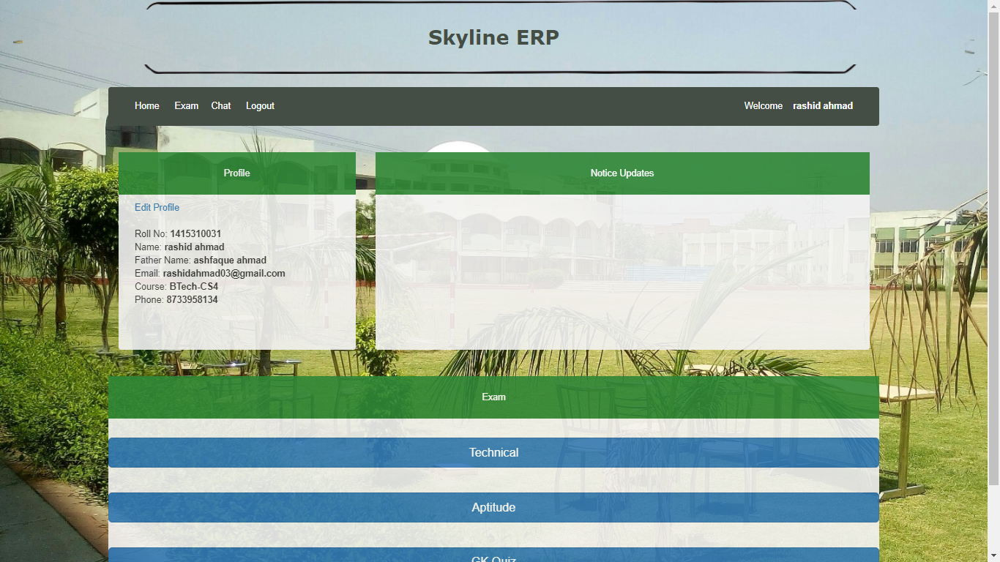 Skyline ERP
Home Exam Chat Logout Welcome rashid ahmad
Profile
Edit Profile
Roll No: 1415310031
Name: rashid ahmad
Father Name: ashfaque ahmad
Email: rashidahmad03@gmail.com
Course: BTech-CS4
Phone: 8733958134
Notice Updates
Exam
Technical
Aptitude
GK Quiz